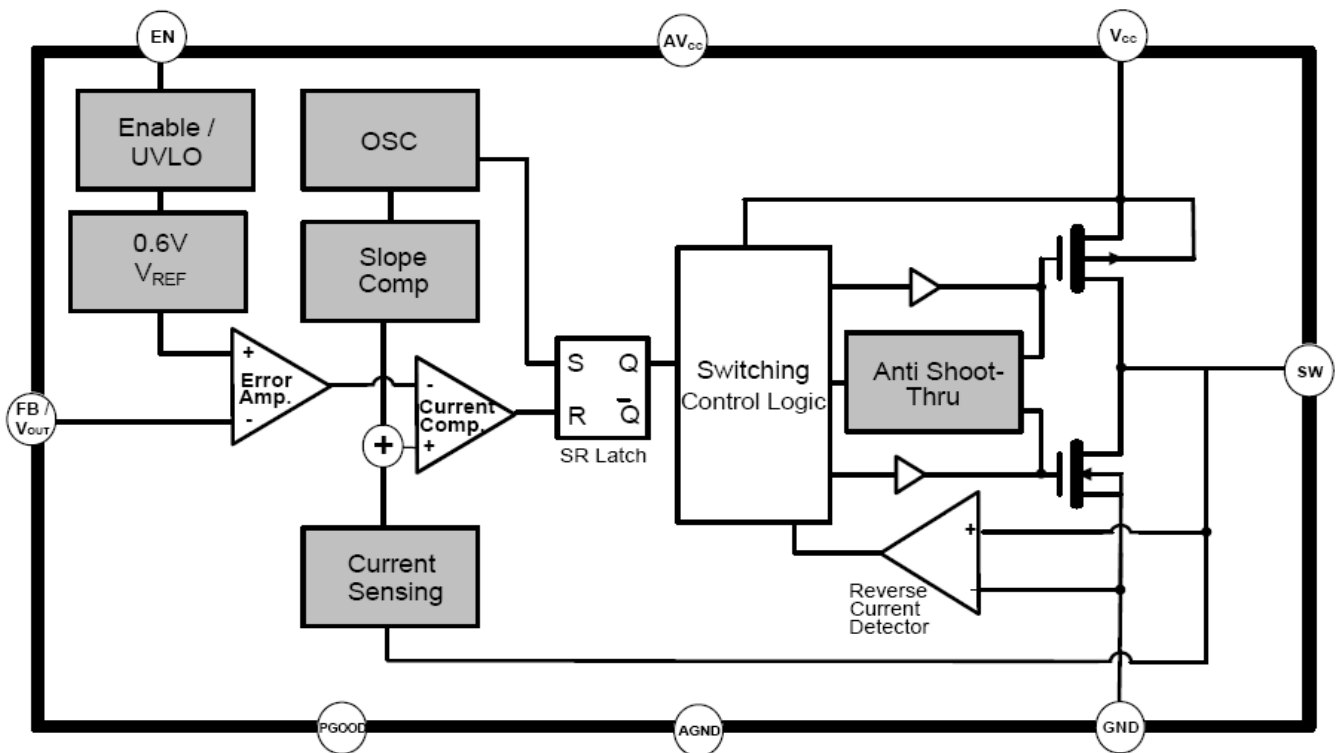 EN
AVCC
VCC
Enable /
UVLO
OSC
0.6V
VREF
Slope
Comp
+
Error
Amp.
-
FB /
VOUT
-
Current
Comp.
+
+
S Q
R Q̅
SR Latch
Switching
Control Logic
Anti Shoot-
Thru
SW
Current
Sensing
+
-
Reverse
Current
Detector
PGOOD
AGND
GND